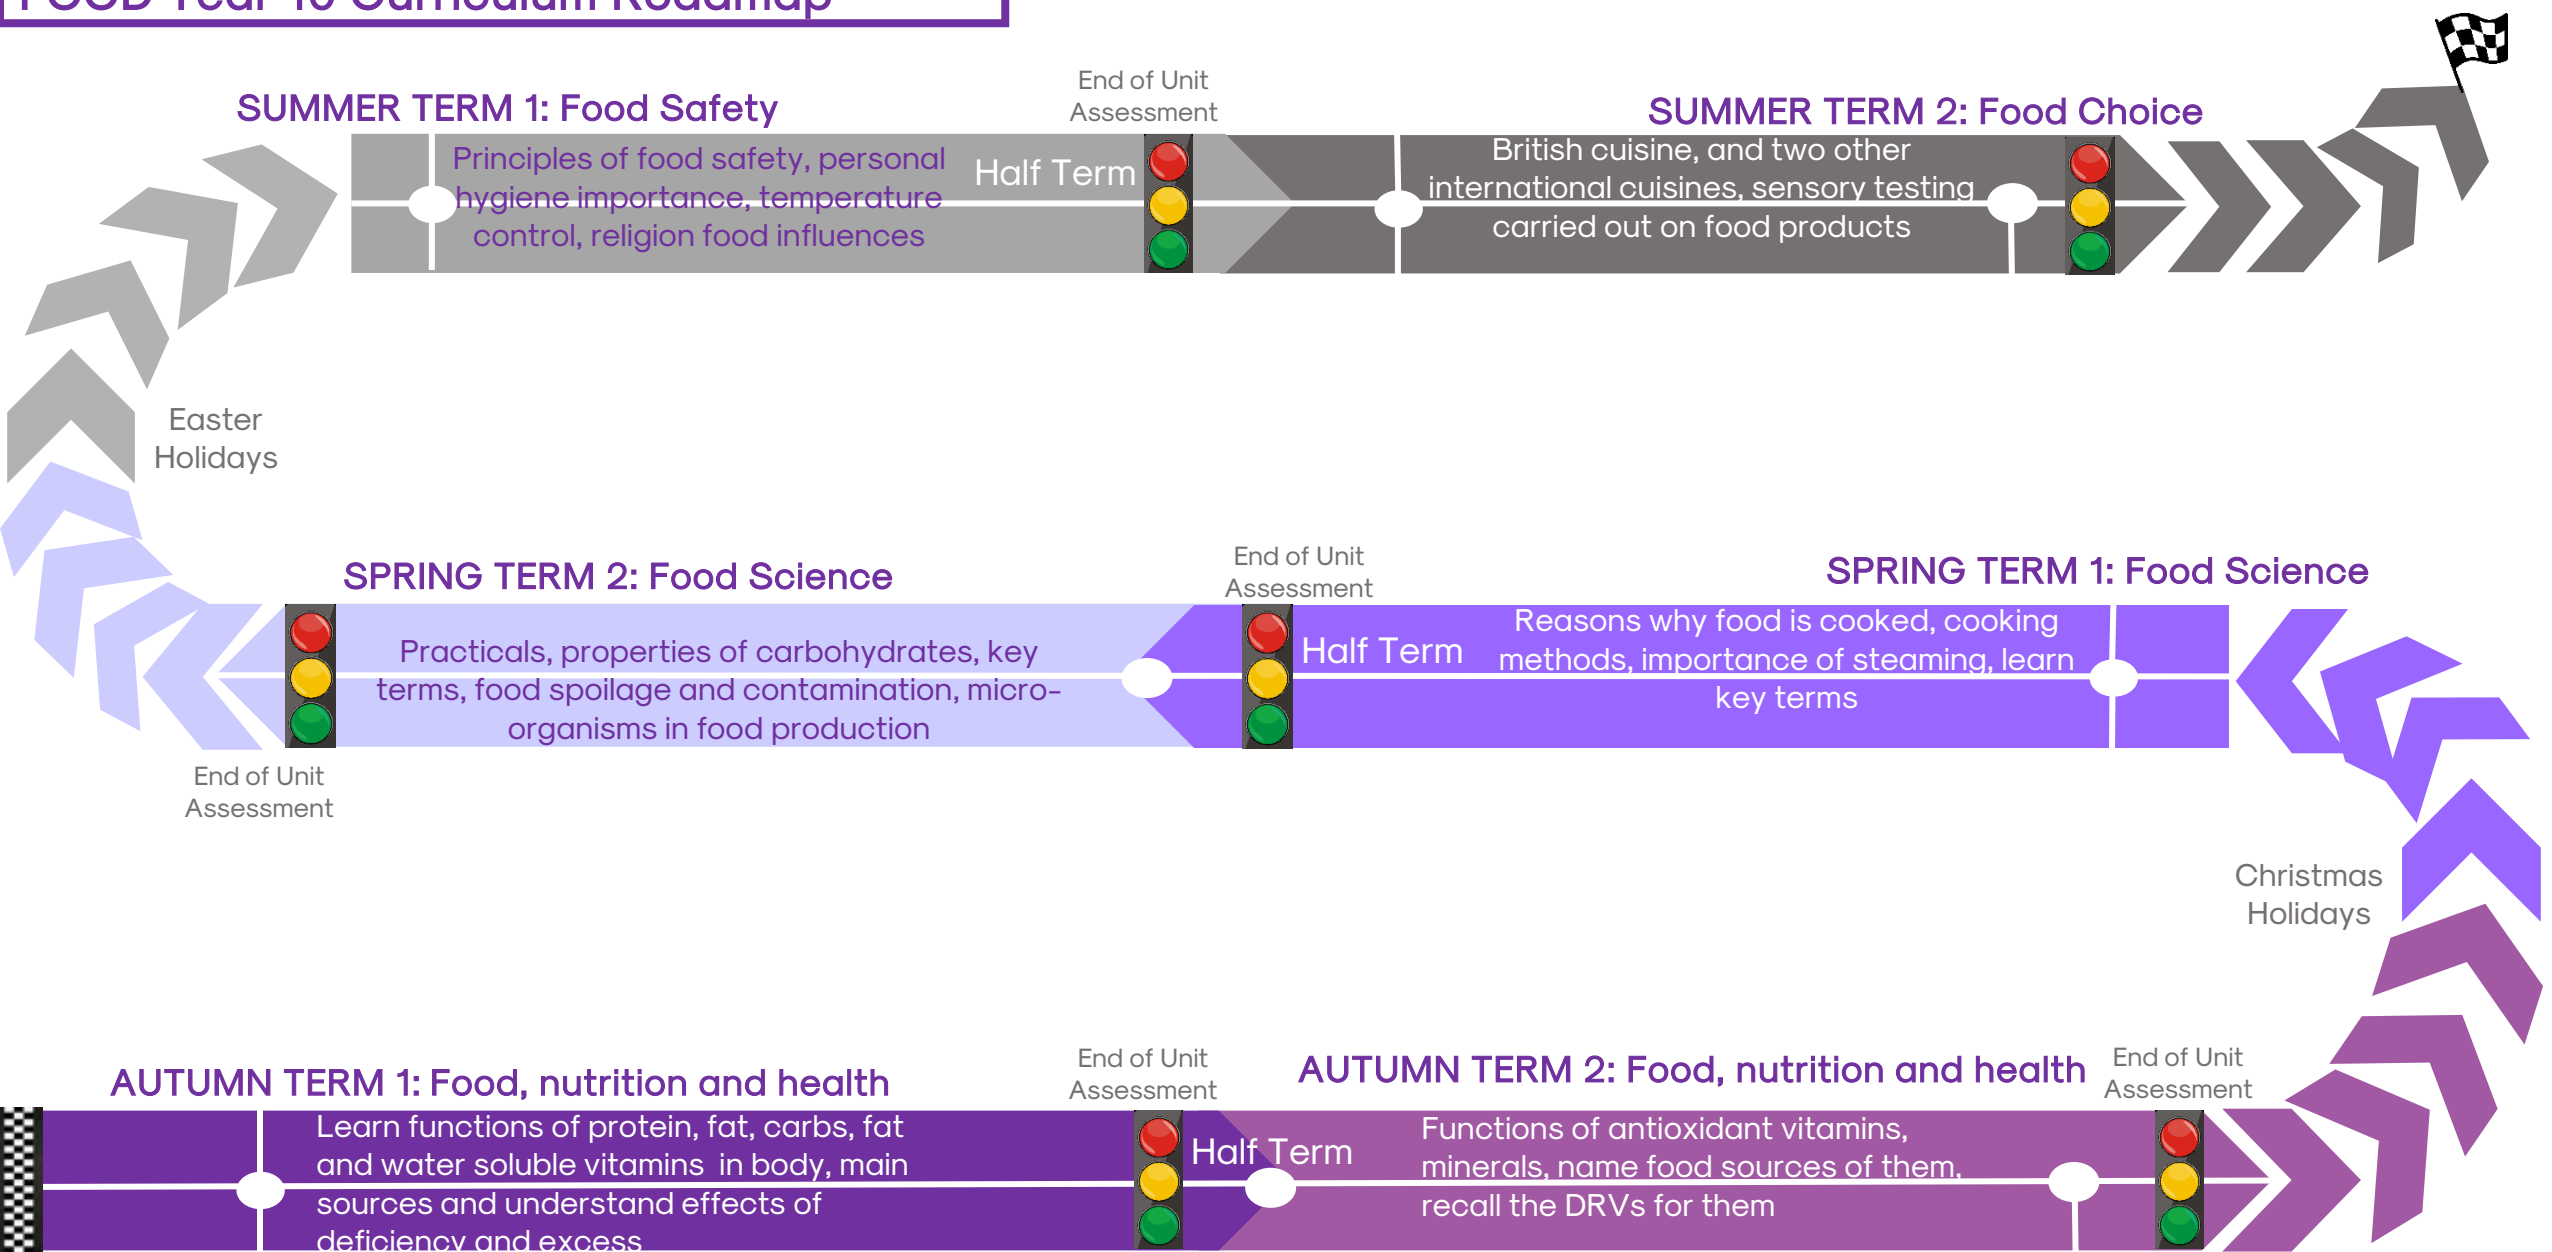 FOOD Year 10 Curriculum Roadmap
End of Unit
Assessment
SUMMER TERM 1: Food Safety
Principles of food safety, personal
hygiene importance, temperature
control, religion food influences
Half Term
SUMMER TERM 2: Food Choice
British cuisine, and two other
international cuisines, sensory testing
carried out on food products
Easter
Holidays
SPRING TERM 2: Food Science
Practicals, properties of carbohydrates, key
terms, food spoilage and contamination, micro-
organisms in food production
End of Unit
Assessment
End of Unit
Assessment
Half Term
SPRING TERM 1: Food Science
Reasons why food is cooked, cooking
methods, importance of steaming, learn
key terms
Christmas
Holidays
AUTUMN TERM 1: Food, nutrition and health
Learn functions of protein, fat, carbs, fat
and water soluble vitamins  in body, main
sources and understand effects of
deficiency and excess
End of Unit
Assessment
Half Term
AUTUMN TERM 2: Food, nutrition and health
Functions of antioxidant vitamins,
minerals, name food sources of them,
recall the DRVs for them
End of Unit
Assessment